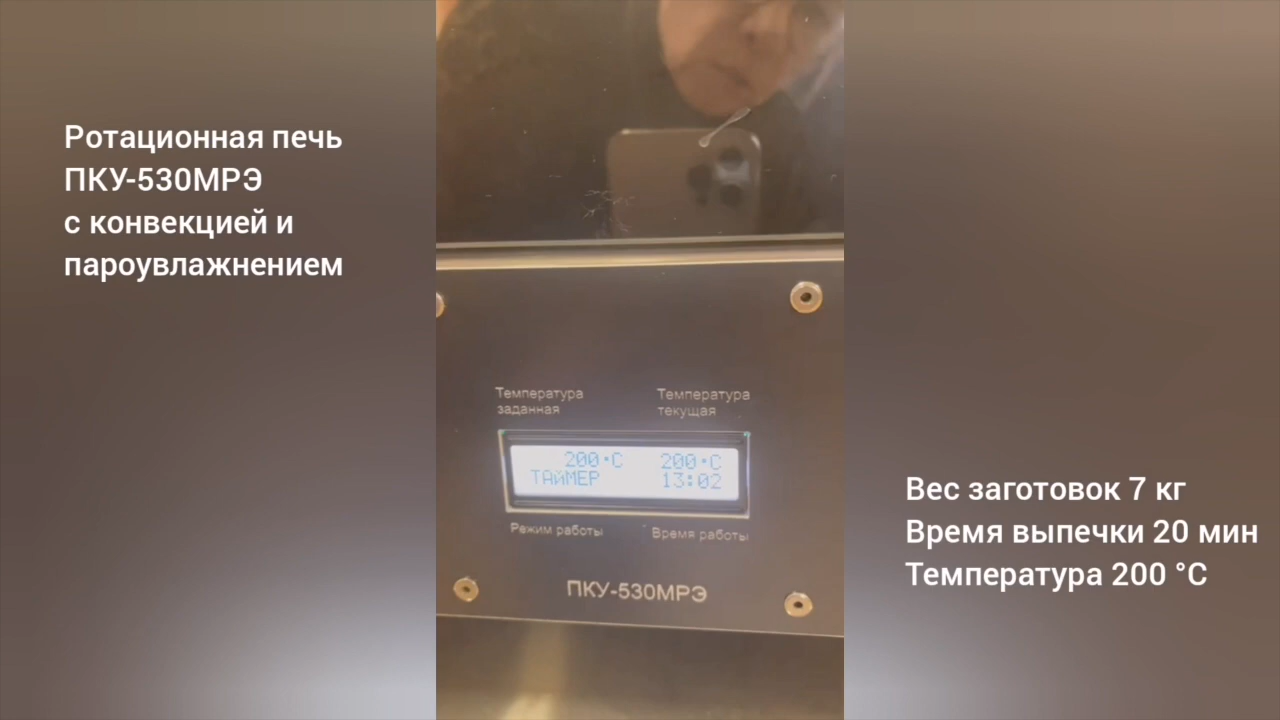 Ротационная печь
ПКУ-530МРЭ
с конвекцией и
пароувлажнением
Температура заданная
Температура текущая
200°C 200°C
ТАЙМЕР 13:02
Режим работы Время работы
ПКУ-530МРЭ
Вес заготовок 7 кг
Время выпечки 20 мин
Температура 200 °C